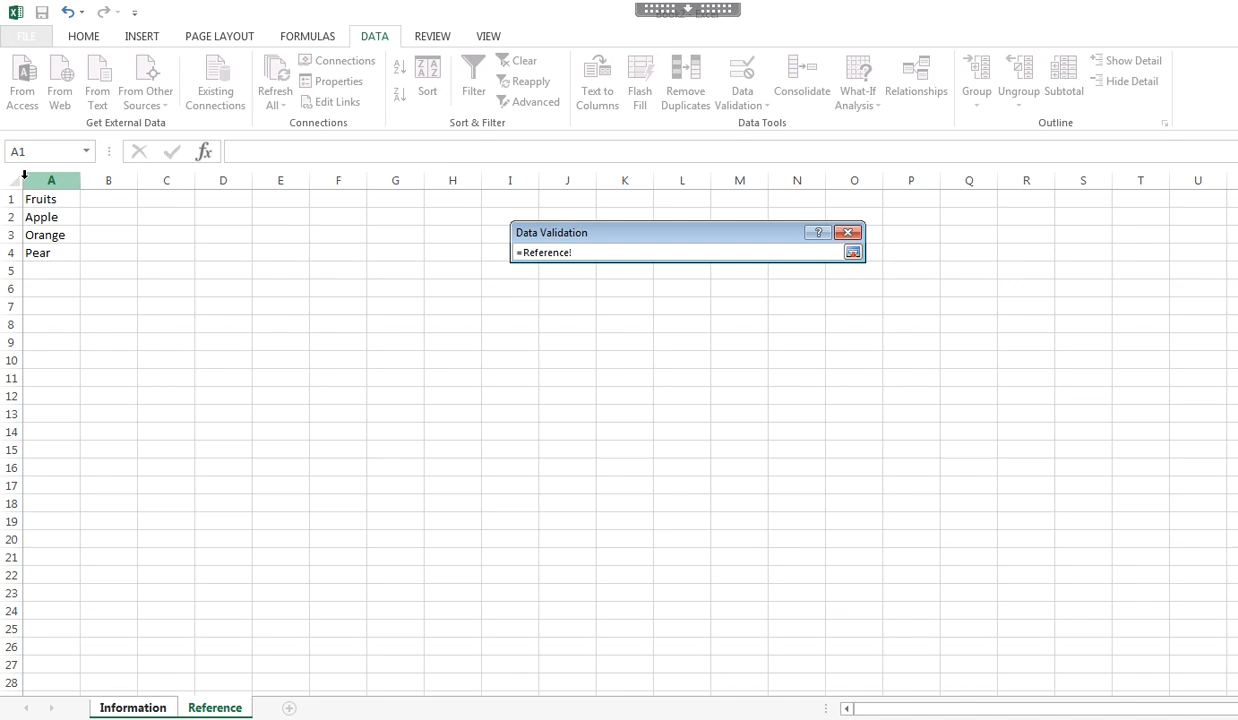 Book2 - Excel
FILE HOME INSERT PAGE LAYOUT FORMULAS DATA REVIEW VIEW
From Access
From Web
From Text
From Other Sources
Existing Connections
Get External Data
Refresh All
Connections
Properties
Edit Links
Connections
Sort
Filter
Clear
Reapply
Advanced
Sort & Filter
Text to Columns
Flash Fill
Remove Duplicates
Data Validation
Consolidate
What-If Analysis
Relationships
Data Tools
Group
Ungroup
Subtotal
Show Detail
Hide Detail
Outline
A1
fx
A B C D E F G H I J K L M N O P Q R S T U
1 Fruits
2 Apple
3 Orange
4 Pear
5
6
7
8
9
10
11
12
13
14
15
16
17
18
19
20
21
22
23
24
25
26
27
28
Data Validation ?
=Reference!
Information Reference